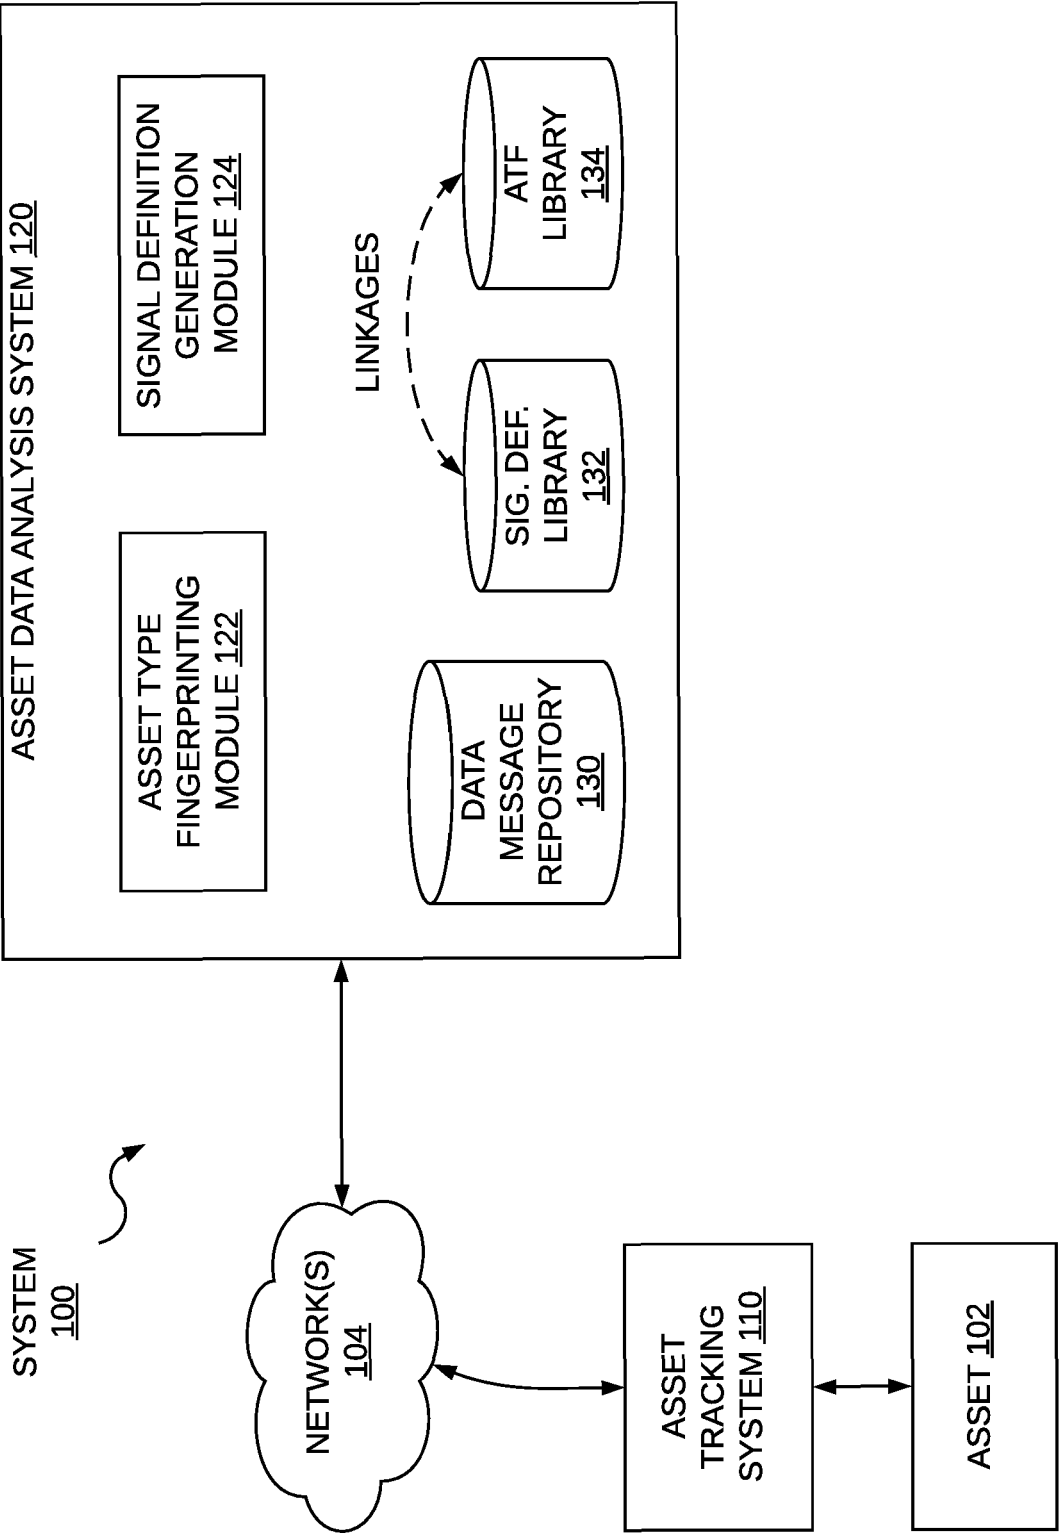 SYSTEM
100
ASSET DATA ANALYSIS SYSTEM 120
ASSET TYPE
FINGERPRINTING
MODULE 122
SIGNAL DEFINITION
GENERATION
MODULE 124
NETWORK(S)
104
LINKAGES
DATA
MESSAGE
REPOSITORY
130
SIG. DEF.
LIBRARY
132
ATF
LIBRARY
134
ASSET
TRACKING
SYSTEM 110
ASSET 102